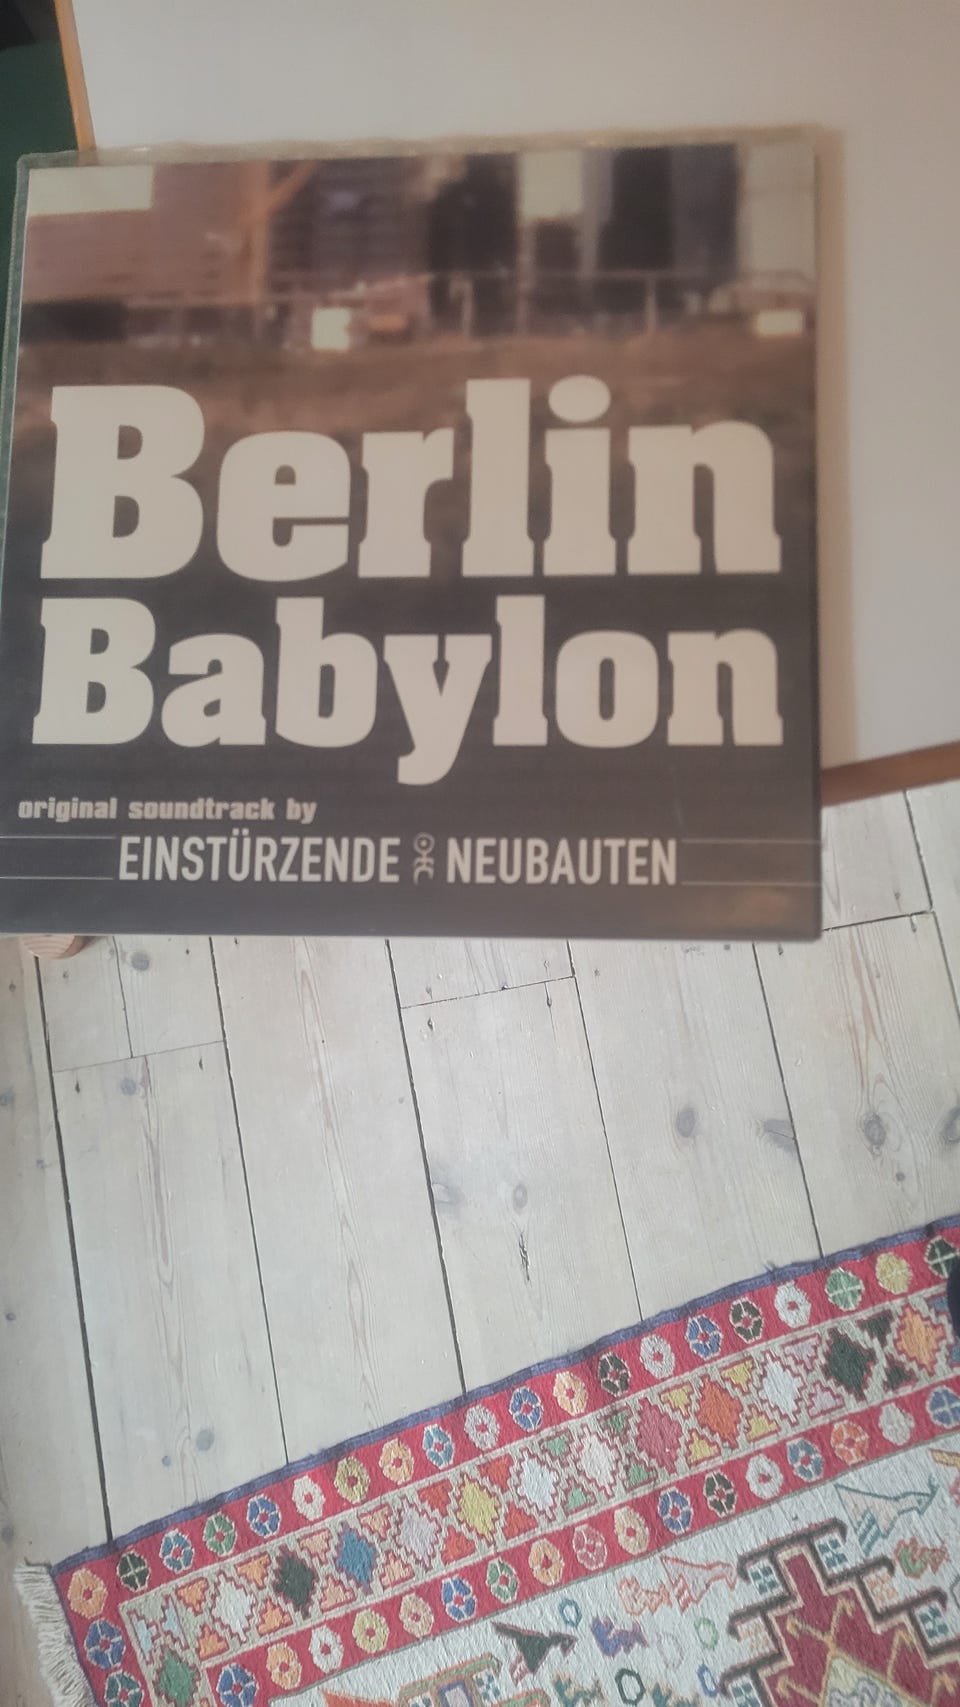 Berlin
Babylon
original soundtrack by
EINSTÜRZENDE NEUBAUTEN